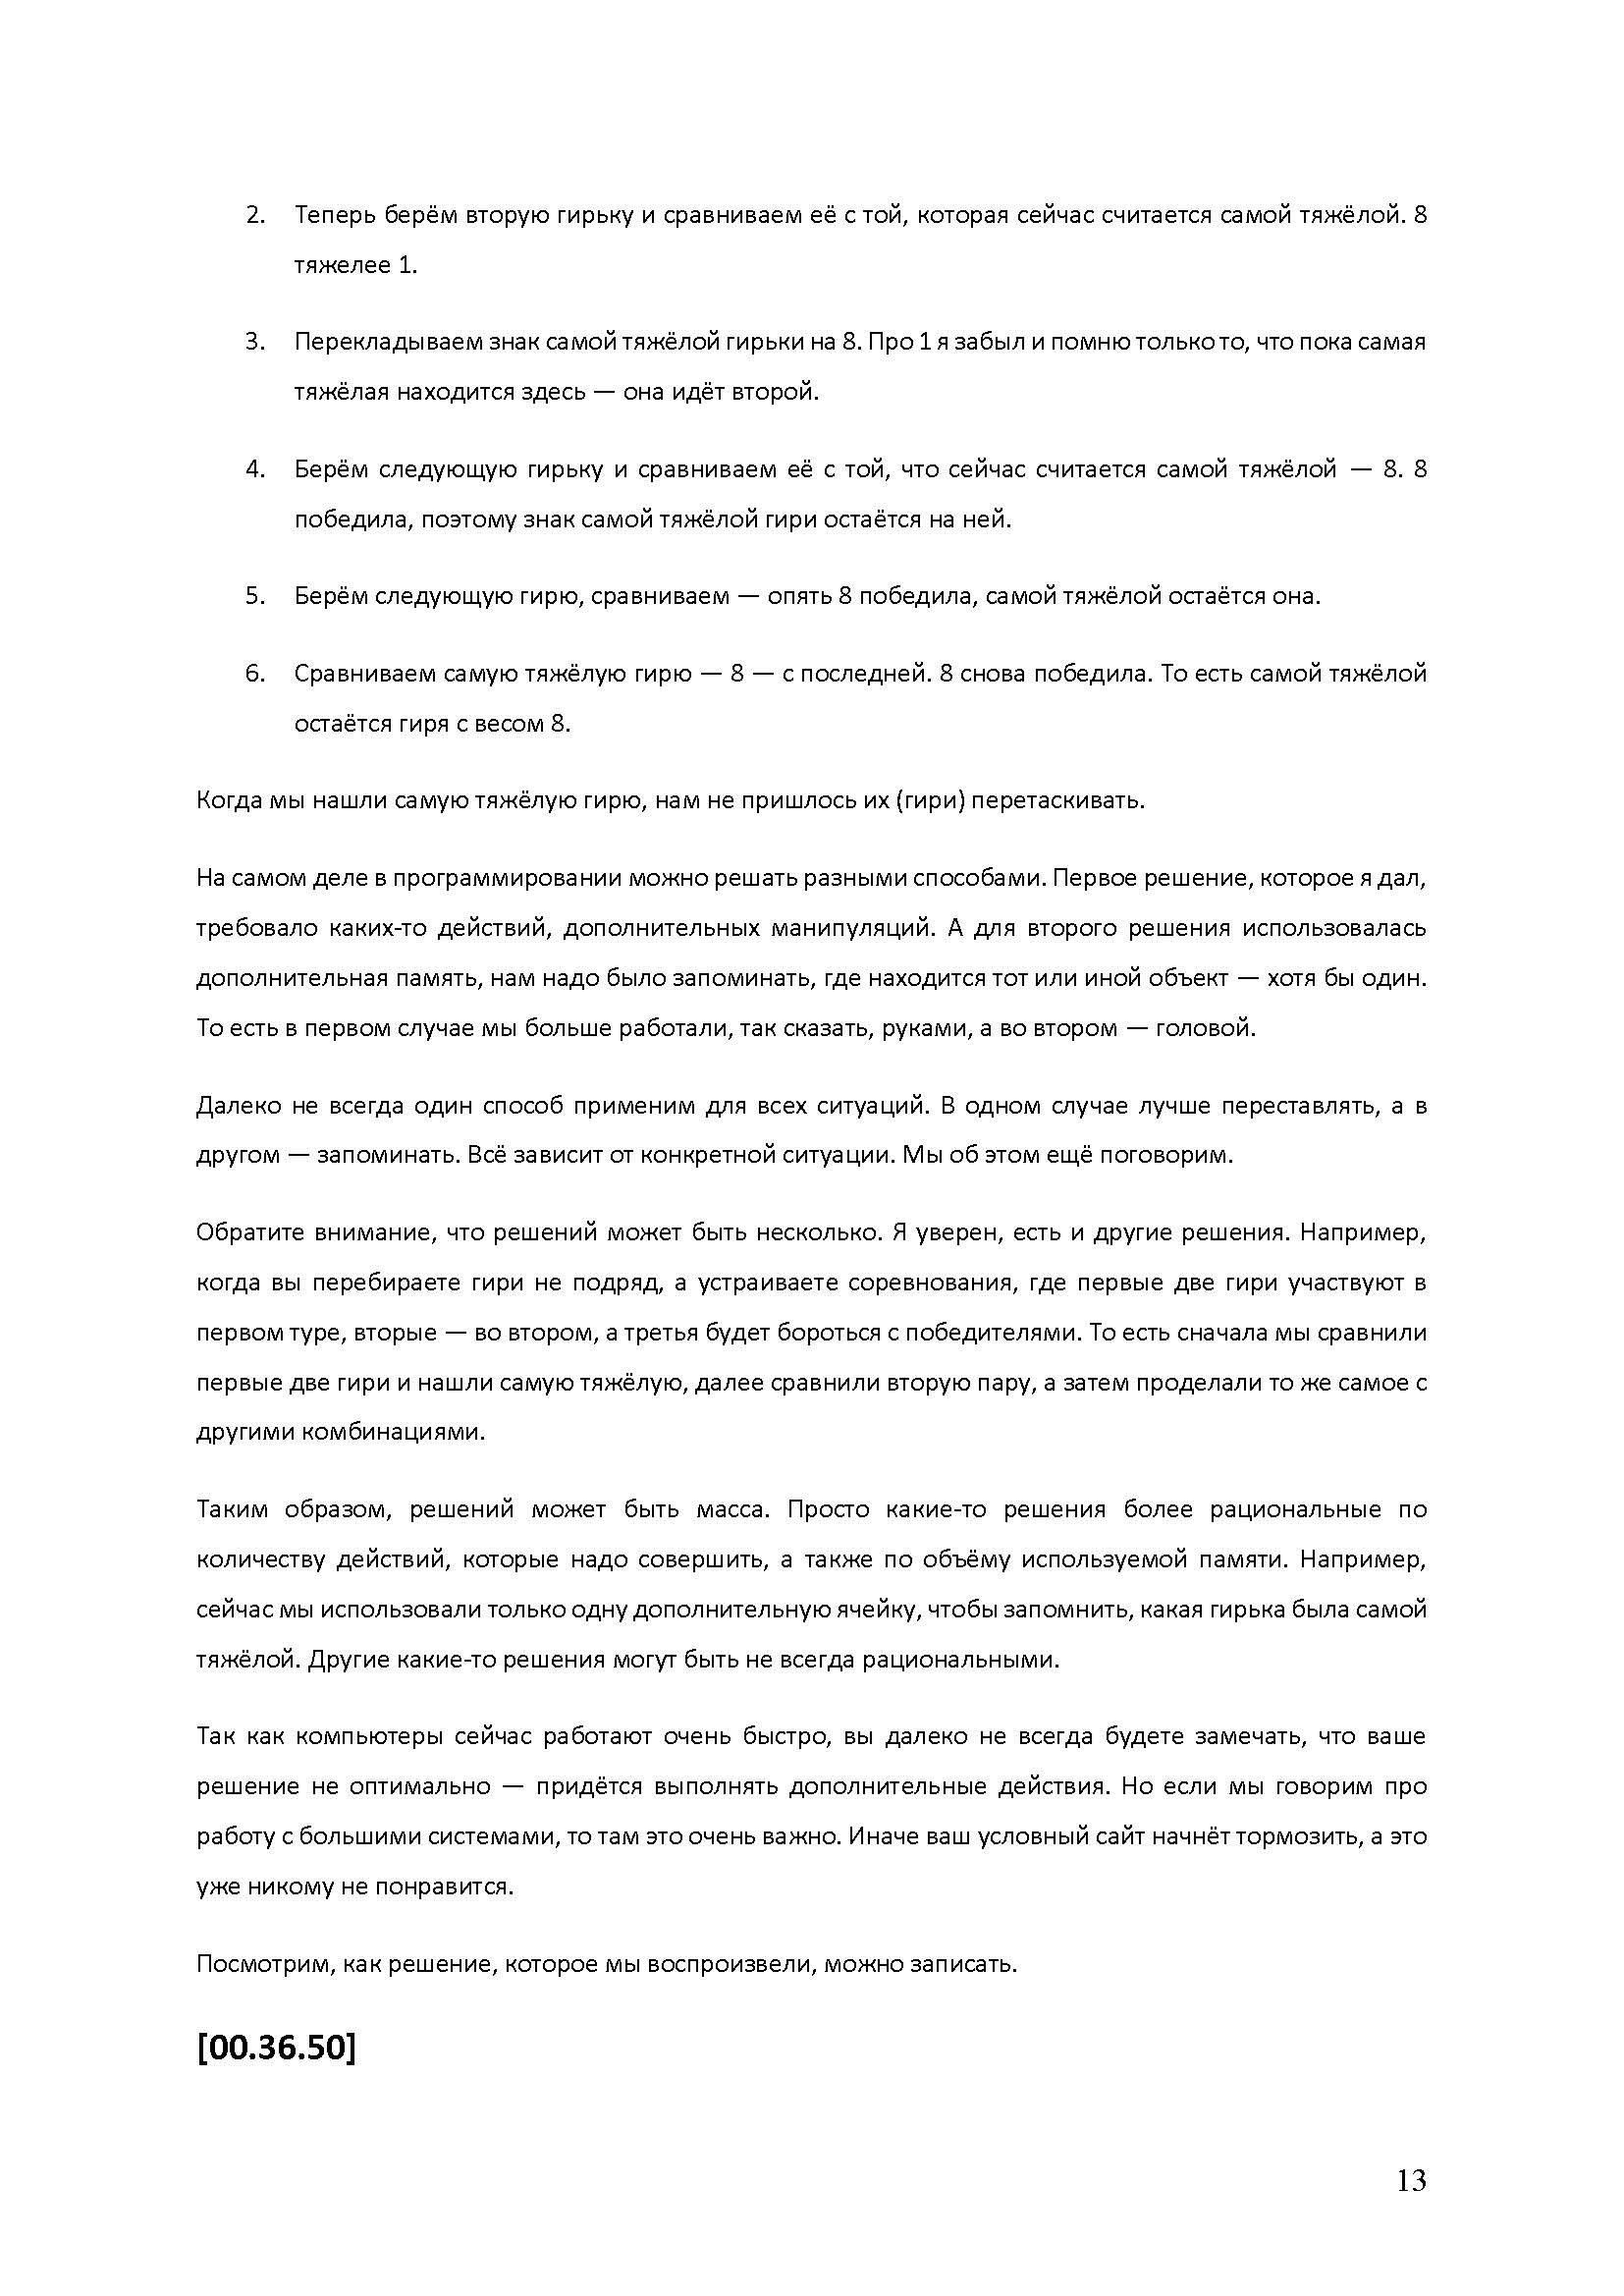 2. Теперь берём вторую гирьку и сравниваем её с той, которая сейчас считается самой тяжёлой. 8
тяжелее 1.
3. Перекладываем знак самой тяжёлой гирьки на 8. Про 1 я забыл и помню только то, что пока самая
тяжёлая находится здесь — она идёт второй.
4. Берём следующую гирьку и сравниваем её с той, что сейчас считается самой тяжёлой — 8. 8
победила, поэтому знак самой тяжёлой гири остаётся на ней.
5. Берём следующую гирю, сравниваем — опять 8 победила, самой тяжёлой остаётся она.
6. Сравниваем самую тяжёлую гирю — 8 — с последней. 8 снова победила. То есть самой тяжёлой
остаётся гиря с весом 8.
Когда мы нашли самую тяжёлую гирю, нам не пришлось их (гири) перетаскивать.
На самом деле в программировании можно решать разными способами. Первое решение, которое я дал,
требовало каких-то действий, дополнительных манипуляций. А для второго решения использовалась
дополнительная память, нам надо было запоминать, где находится тот или иной объект — хотя бы один.
То есть в первом случае мы больше работали, так сказать, руками, а во втором — головой.
Далеко не всегда один способ применим для всех ситуаций. В одном случае лучше переставлять, а в
другом — запоминать. Всё зависит от конкретной ситуации. Мы об этом ещё поговорим.
Обратите внимание, что решений может быть несколько. Я уверен, есть и другие решения. Например,
когда вы перебираете гири не подряд, а устраиваете соревнования, где первые две гири участвуют в
первом туре, вторые — во втором, а третья будет бороться с победителями. То есть сначала мы сравнили
первые две гири и нашли самую тяжёлую, далее сравнили вторую пару, а затем проделали то же самое с
другими комбинациями.
Таким образом, решений может быть масса. Просто какие-то решения более рациональные по
количеству действий, которые надо совершить, а также по объёму используемой памяти. Например,
сейчас мы использовали только одну дополнительную ячейку, чтобы запомнить, какая гирька была самой
тяжёлой. Другие какие-то решения могут быть не всегда рациональными.
Так как компьютеры сейчас работают очень быстро, вы далеко не всегда будете замечать, что ваше
решение не оптимально — придётся выполнять дополнительные действия. Но если мы говорим про
работу с большими системами, то там это очень важно. Иначе ваш условный сайт начнёт тормозить, а это
уже никому не понравится.
Посмотрим, как решение, которое мы воспроизвели, можно записать.
[00.36.50]
13